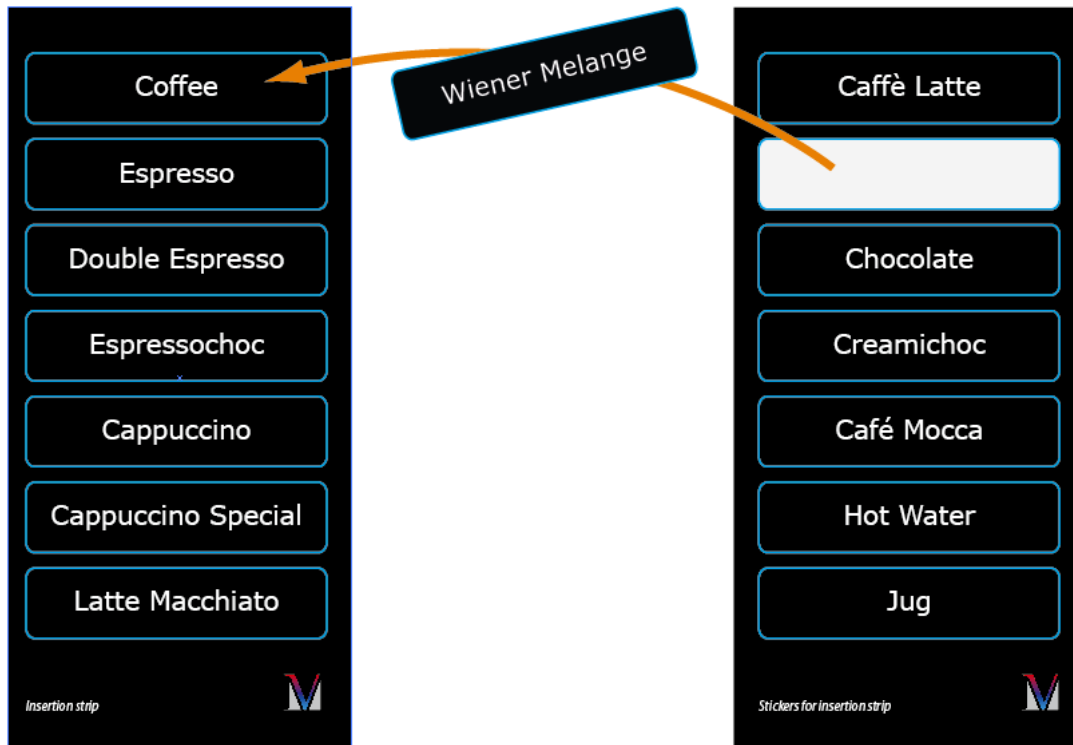 Coffee
Espresso
Double Espresso
Espressochoc
Cappuccino
Cappuccino Special
Latte Macchiato
Insertion strip
Wiener Melange
Caffè Latte
Chocolate
Creamichoc
Café Mocca
Hot Water
Jug
Stickers for insertion strip